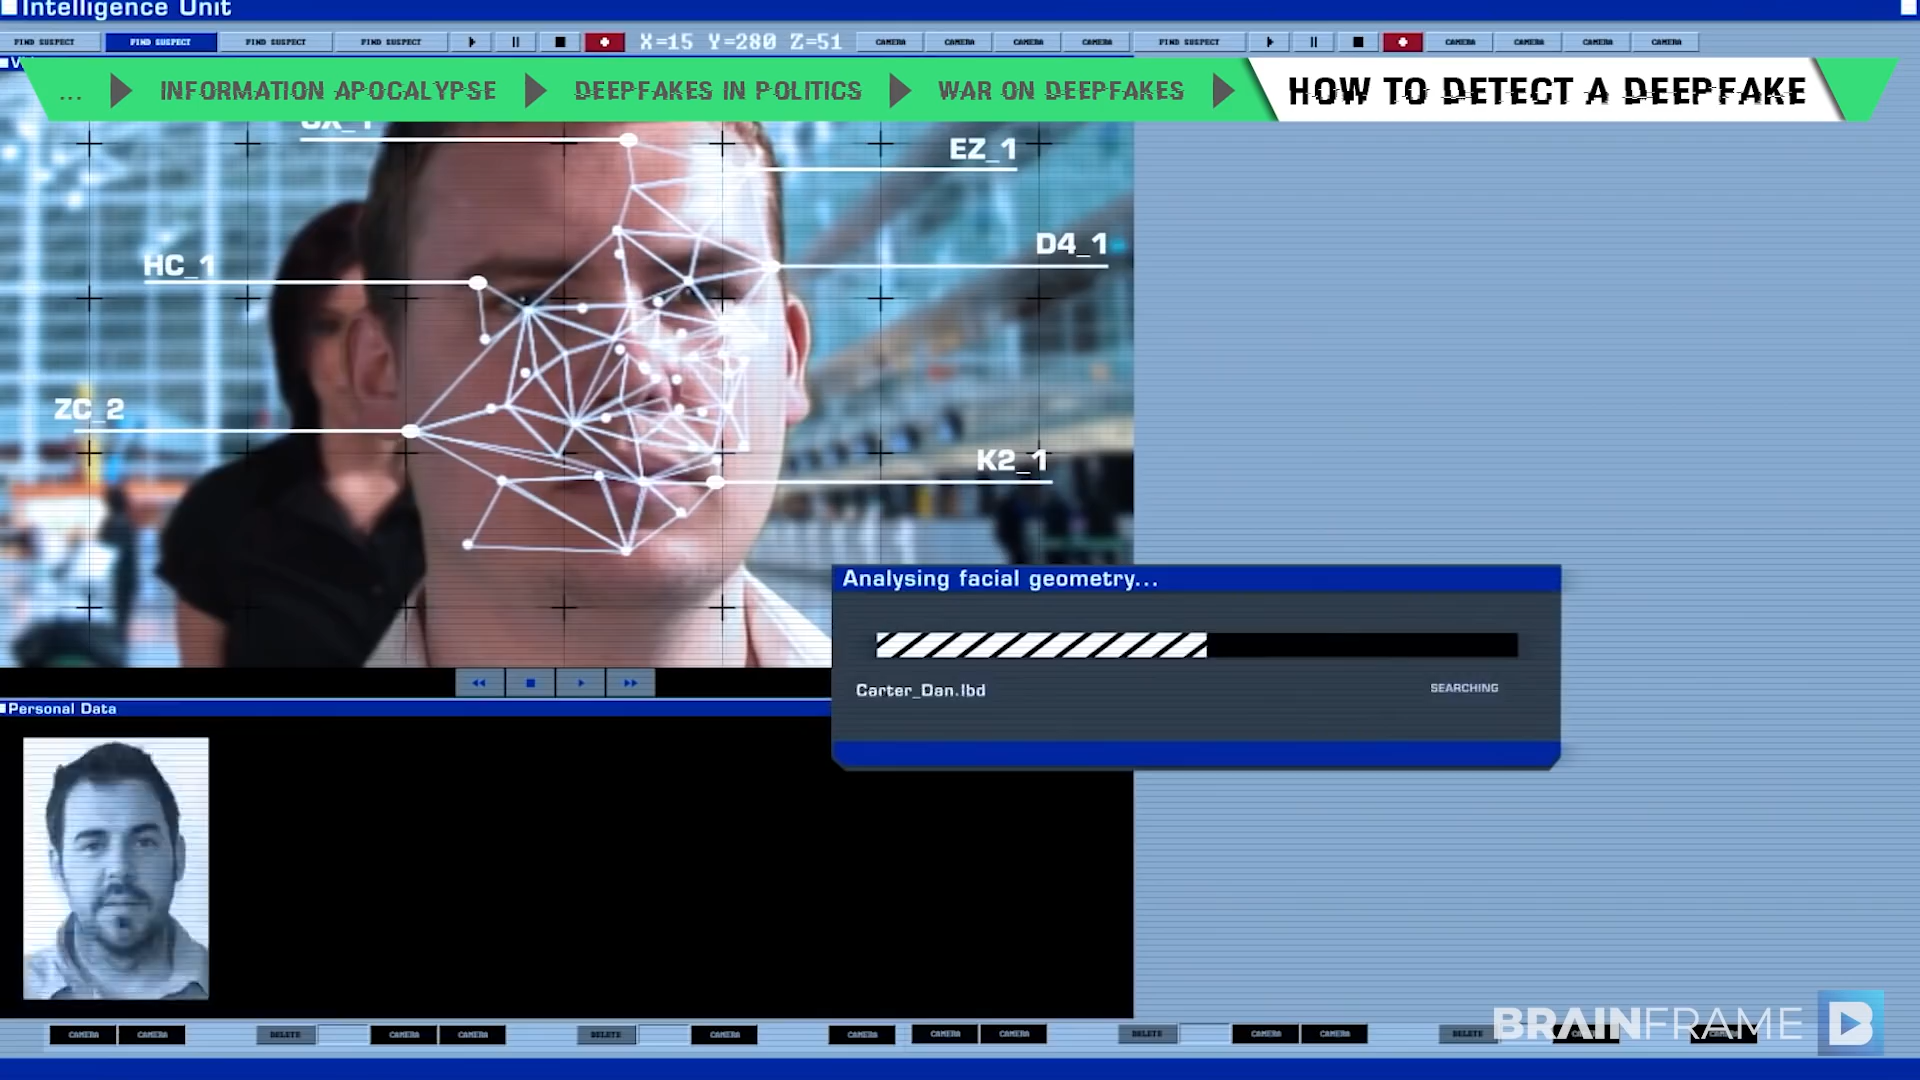 Intelligence Unit
FIND SUSPECT FIND SUSPECT FIND SUSPECT FIND SUSPECT X=15 Y=280 Z=51 CAMERA CAMERA CAMERA CAMERA FIND SUSPECT CAMERA CAMERA CAMERA CAMERA
... INFORMATION APOCALYPSE DEEPFAKES IN POLITICS WAR ON DEEPFAKES HOW TO DETECT A DEEPFAKE
EZ_1
D4_1
HC_1
ZC_2
K2_1
Analysing facial geometry...
Carter_Dan.lbd SEARCHING
Personal Data
CAMERA CAMERA DELETE CAMERA CAMERA DELETE CAMERA CAMERA CAMERA CAMERA DELETE CAMERA CAMERA DELETE
BRAINFRAME